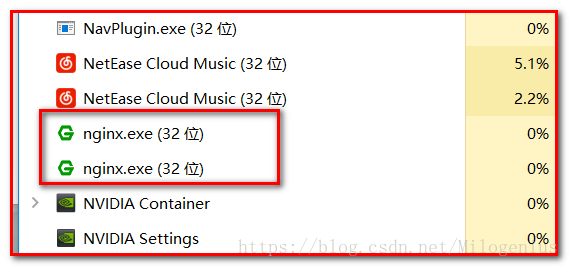 NavPlugin.exe (32 位) 0%
NetEase Cloud Music (32 位) 5.1%
NetEase Cloud Music (32 位) 2.2%
nginx.exe (32 位) 0%
nginx.exe (32 位) 0%
NVIDIA Container 0%
NVIDIA Settings 0%
https://blog.csdn.net/Milogenius